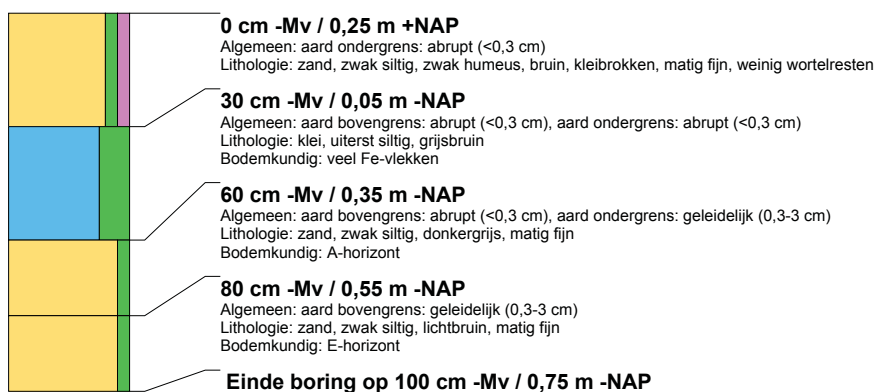 0 cm -Mv / 0,25 m +NAP
Algemeen: aard ondergrens: abrupt (<0,3 cm)
Lithologie: zand, zwak siltig, zwak humeus, bruin, kleibrokken, matig fijn, weinig wortelresten
30 cm -Mv / 0,05 m -NAP
Algemeen: aard bovengrens: abrupt (<0,3 cm), aard ondergrens: abrupt (<0,3 cm)
Lithologie: klei, uiterst siltig, grijsbruin
Bodemkundig: veel Fe-vlekken
60 cm -Mv / 0,35 m -NAP
Algemeen: aard bovengrens: abrupt (<0,3 cm), aard ondergrens: geleidelijk (0,3-3 cm)
Lithologie: zand, zwak siltig, donkergrijs, matig fijn
Bodemkundig: A-horizont
80 cm -Mv / 0,55 m -NAP
Algemeen: aard bovengrens: geleidelijk (0,3-3 cm)
Lithologie: zand, zwak siltig, lichtbruin, matig fijn
Bodemkundig: E-horizont
Einde boring op 100 cm -Mv / 0,75 m -NAP